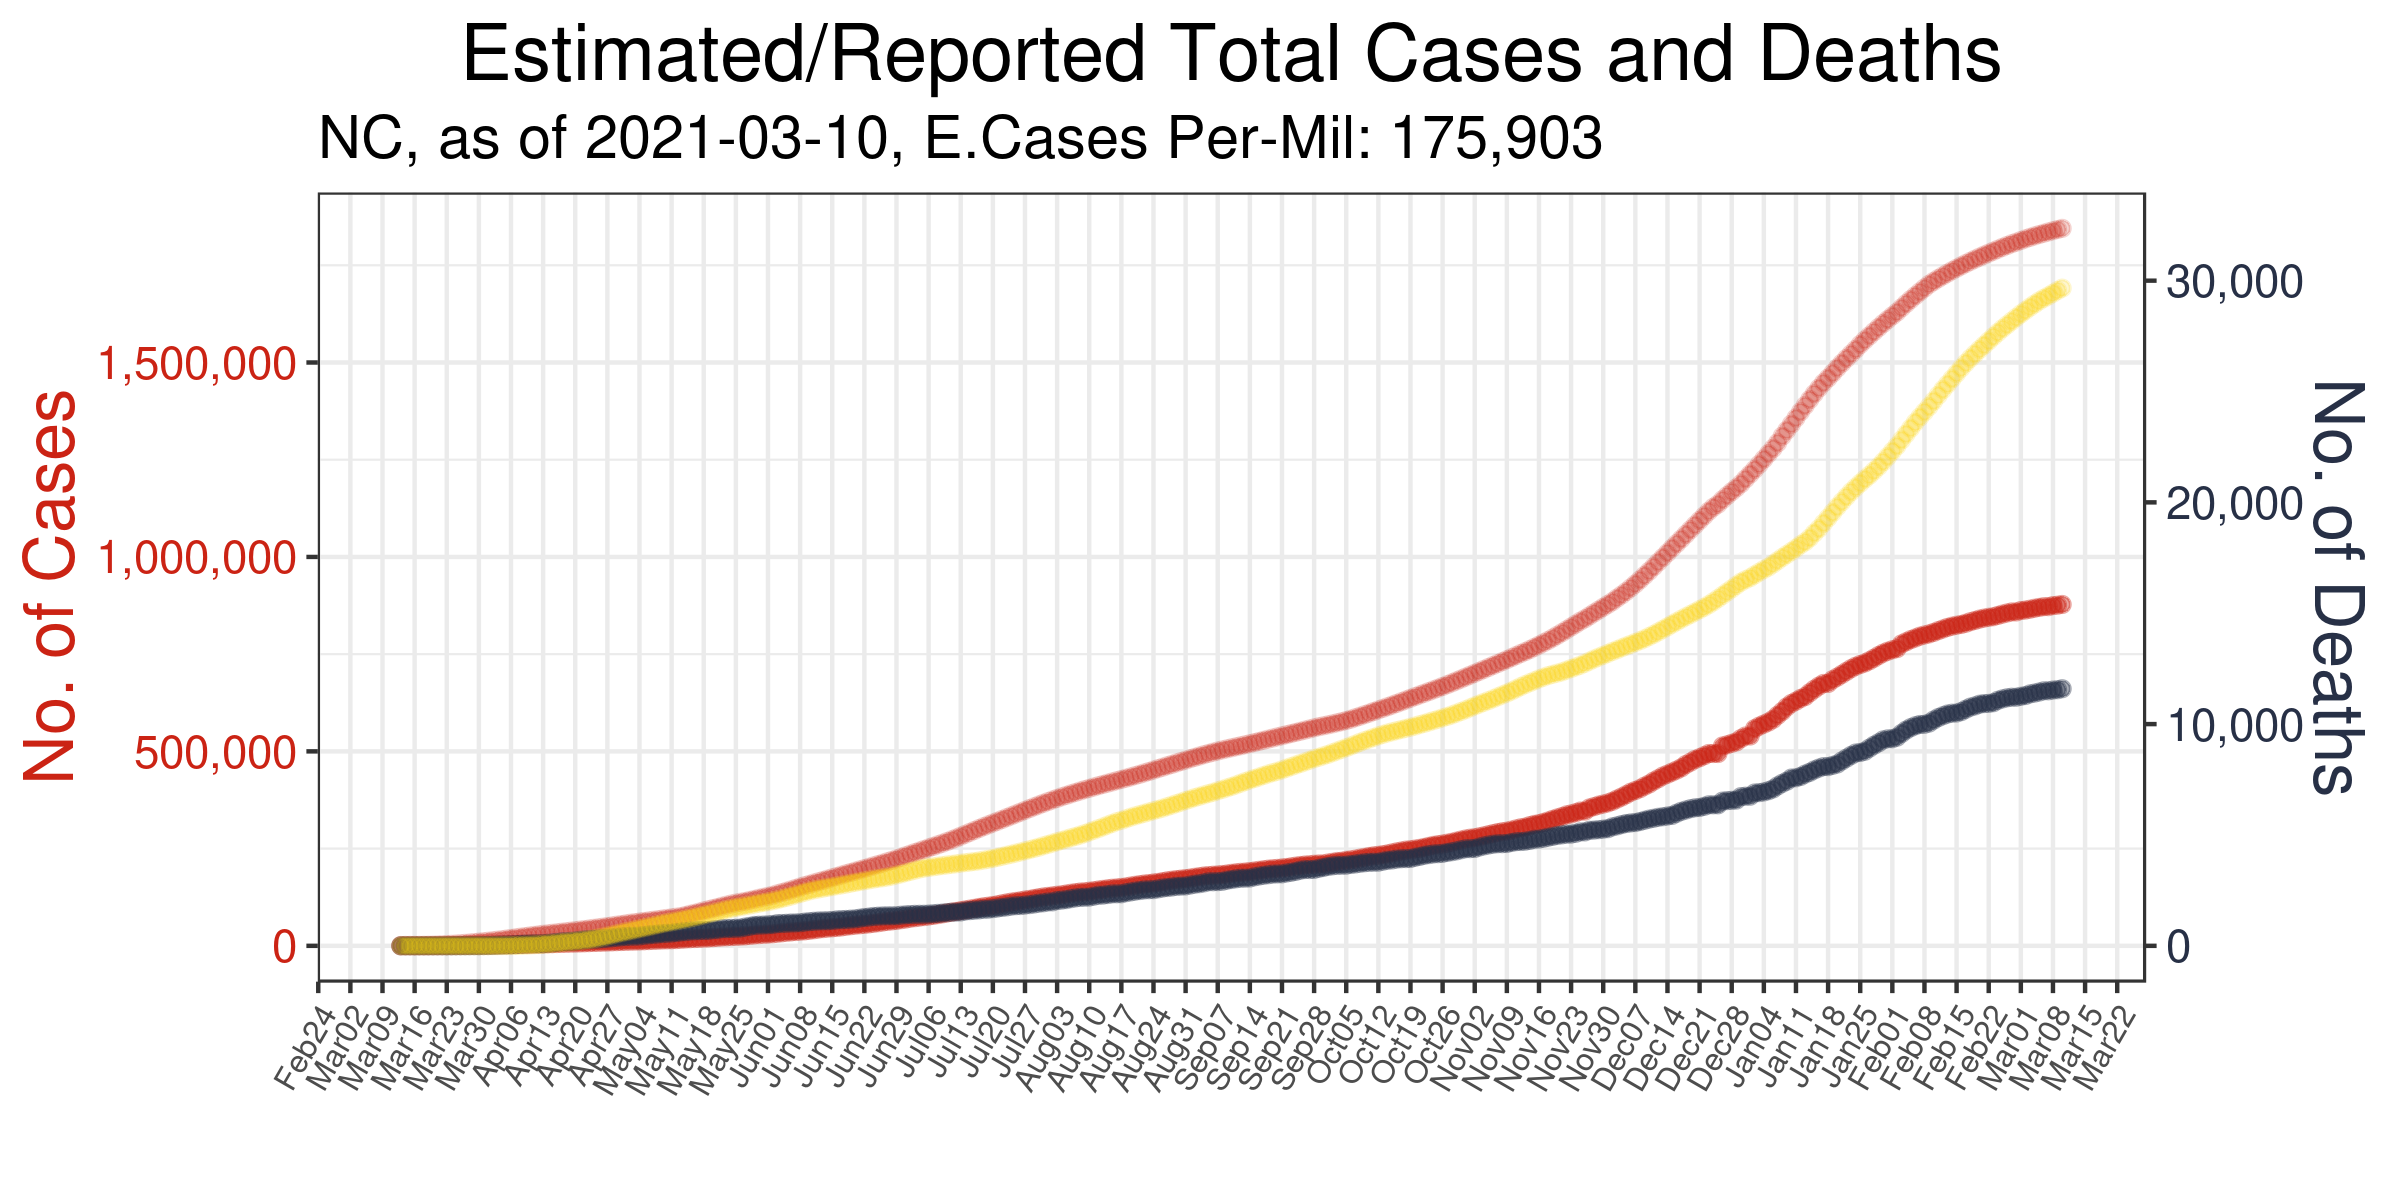 Estimated/Reported Total Cases and Deaths
NC, as of 2021-03-10, E.Cases Per-Mil: 175,903
No. of Cases
1,500,000
1,000,000
500,000
0
30,000
20,000
10,000
0
No. of Deaths
Feb24
Mar02
Mar09
Mar16
Mar23
Mar30
Apr06
Apr13
Apr20
Apr27
May04
May11
May18
May25
Jun01
Jun08
Jun15
Jun22
Jun29
Jul06
Jul13
Jul20
Jul27
Aug03
Aug10
Aug17
Aug24
Aug31
Sep07
Sep14
Sep21
Sep28
Oct05
Oct12
Oct19
Oct26
Nov02
Nov09
Nov16
Nov23
Nov30
Dec07
Dec14
Dec21
Dec28
Jan04
Jan11
Jan18
Jan25
Feb01
Feb08
Feb15
Feb22
Mar01
Mar08
Mar15
Mar22